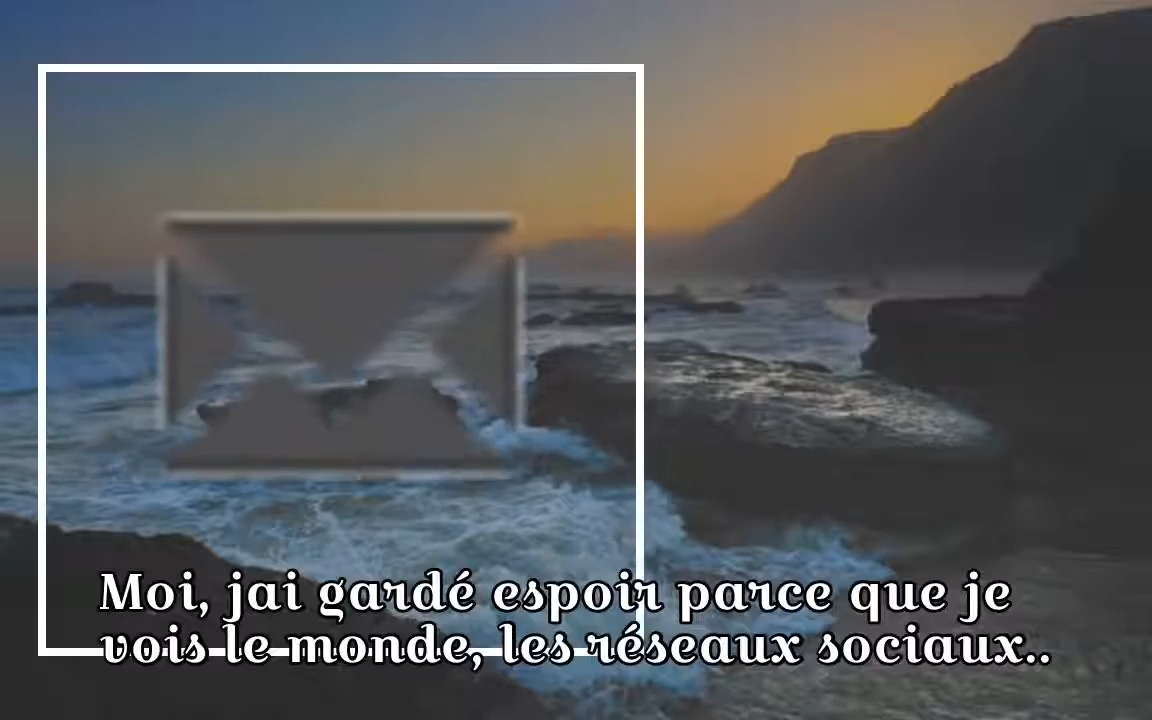 Moi, jai gardé espoir parce que je
vois le monde, les réseaux sociaux..